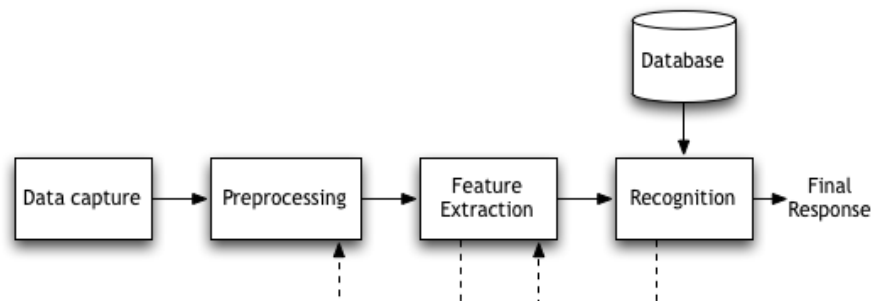 Database
Data capture
Preprocessing
Feature
Extraction
Recognition
Final
Response